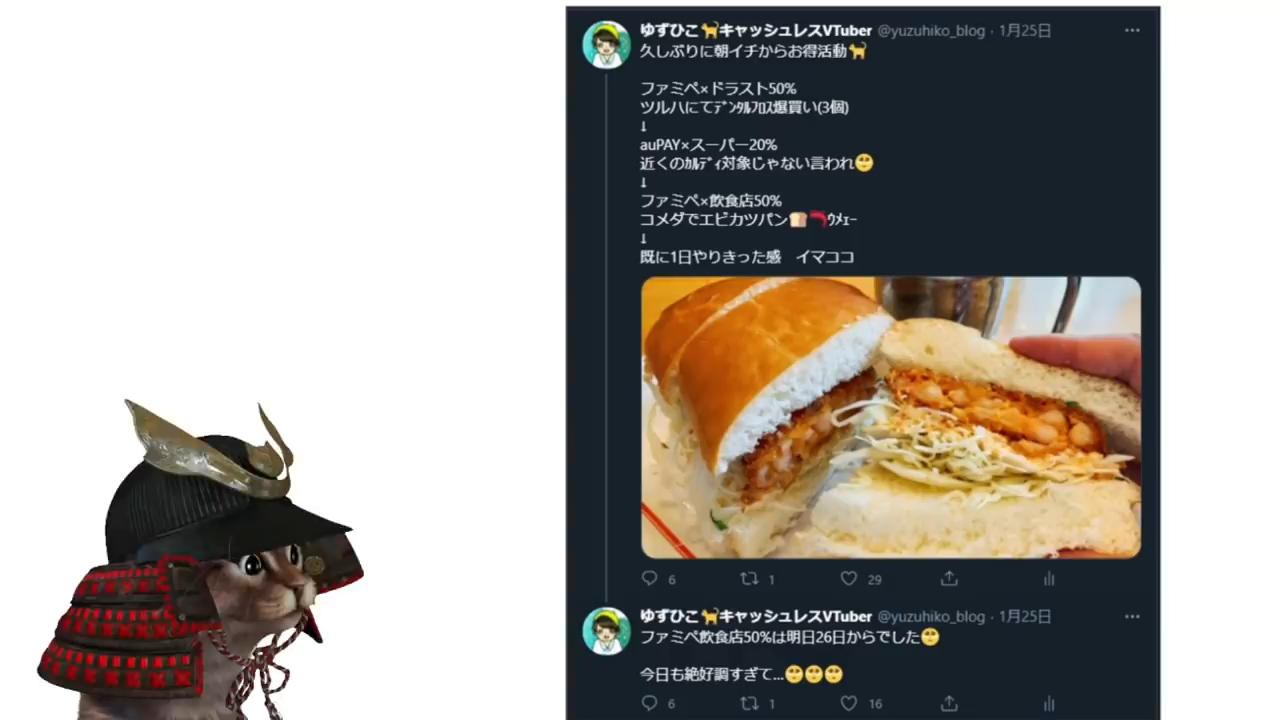 ゆずひこ🐈キャッシュレスVTuber @yuzuhiko_blog · 1月25日
久しぶりに朝イチからお得活動🐈
ファミペ×ドラスト50%
ツルハにてﾃﾞﾝﾀﾙﾌﾛｽ爆買い(3個)
↓
auPAY×スーパー20%
近くのｶﾙﾃﾞｨ対象じゃない言われ🥺
↓
ファミペ×飲食店50%
コメダでエビカツパン🍞🦐ｳﾒｪｰ
↓
既に1日やりきった感　イマココ
6 1 29
ゆずひこ🐈キャッシュレスVTuber @yuzuhiko_blog · 1月25日
ファミペ飲食店50%は明日26日からでした🥺
今日も絶好調すぎて...🥺🥺🥺
6 1 16